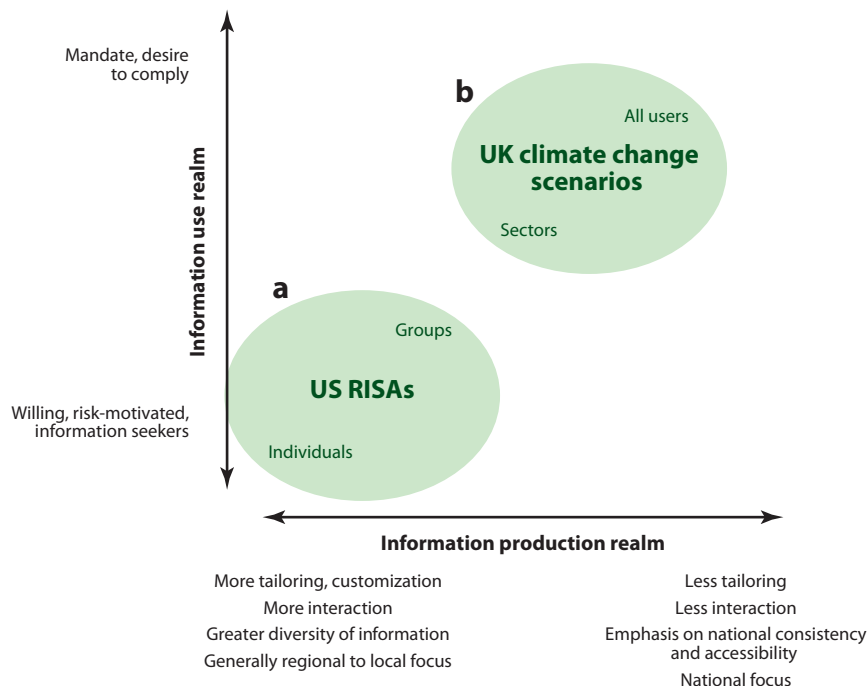 Mandate, desire
to comply
Information use realm
Willing, risk-motivated,
information seekers
b
All users
UK climate change
scenarios
Sectors
a
Groups
US RISAs
Individuals
Information production realm
More tailoring, customization
More interaction
Greater diversity of information
Generally regional to local focus
Less tailoring
Less interaction
Emphasis on national consistency
and accessibility
National focus